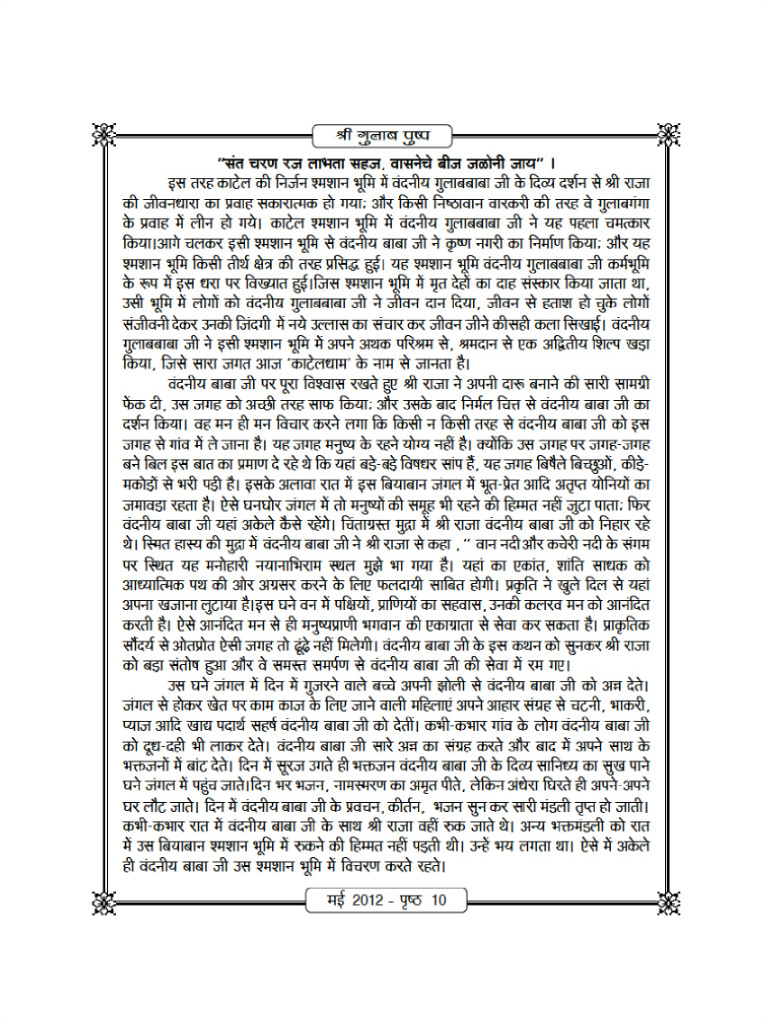 श्री गुलाब पुष्प
"संत चरण रज लाभता सहज, वासनेचे बीज जळोनी जाय" ।
इस तरह काटेल की निर्जन श्मशान भूमि में वंदनीय गुलाबबाबा जी के दिव्य दर्शन से श्री राजा
की जीवनधारा का प्रवाह सकारात्मक हो गया; और किसी निष्ठावान वारकरी की तरह वे गुलाबगंगा
के प्रवाह में लीन हो गये। काटेल श्मशान भूमि में वंदनीय गुलाबबाबा जी ने यह पहला चमत्कार
किया।आगे चलकर इसी श्मशान भूमि से वंदनीय बाबा जी ने कृष्ण नगरी का निर्माण किया; और यह
श्मशान भूमि किसी तीर्थ क्षेत्र की तरह प्रसिद्ध हुई। यह श्मशान भूमि वंदनीय गुलाबबाबा जी कर्मभूमि
के रूप में इस धरा पर विख्यात हुई।जिस श्मशान भूमि में मृत देहों का दाह संस्कार किया जाता था,
उसी भूमि में लोगों को वंदनीय गुलाबबाबा जी ने जीवन दान दिया, जीवन से हताश हो चुके लोगों
संजीवनी देकर उनकी जिंदगी में नये उल्लास का संचार कर जीवन जीने कीसही कला सिखाई। वंदनीय
गुलाबबाबा जी ने इसी श्मशान भूमि में अपने अथक परिश्रम से, श्रमदान से एक अद्वितीय शिल्प खड़ा
किया, जिसे सारा जगत आज 'काटेलधाम' के नाम से जानता है।
वंदनीय बाबा जी पर पूरा विश्वास रखते हुए श्री राजा ने अपनी दारू बनाने की सारी सामग्री
फेंक दी, उस जगह को अच्छी तरह साफ किया; और उसके बाद निर्मल चित्त से वंदनीय बाबा जी का
दर्शन किया। वह मन ही मन विचार करने लगा कि किसी न किसी तरह से वंदनीय बाबा जी को इस
जगह से गांव में ले जाना है। यह जगह मनुष्य के रहने योग्य नहीं है। क्योंकि उस जगह पर जगह-जगह
बने बिल इस बात का प्रमाण दे रहे थे कि यहां बड़े-बड़े विषधर सांप हैं, यह जगह बिषैले बिच्छुओं, कीड़े-
मकोड़ों से भरी पड़ी है। इसके अलावा रात में इस बियाबान जंगल में भूत-प्रेत आदि अतृप्त योनियों का
जमावड़ा रहता है। ऐसे घनघोर जंगल में तो मनुष्यों की समूह भी रहने की हिम्मत नहीं जुटा पाता; फिर
वंदनीय बाबा जी यहां अकेले कैसे रहेंगे। चिंताग्रस्त मुद्रा में श्री राजा वंदनीय बाबा जी को निहार रहे
थे। स्मित हास्य की मुद्रा में वंदनीय बाबा जी ने श्री राजा से कहा ," वान नदी और कचेरी नदी के संगम
पर स्थित यह मनोहारी नयानाभिराम स्थल मुझे भा गया है। यहां का एकांत, शांति साधक को
आध्यात्मिक पथ की ओर अग्रसर करने के लिए फलदायी साबित होगी। प्रकृति ने खुले दिल से यहां
अपना खजाना लुटाया है।इस घने वन में पक्षियों, प्राणियों का सहवास, उनकी कलरव मन को आनंदित
करती है। ऐसे आनंदित मन से ही मनुष्यप्राणी भगवान की एकाग्राता से सेवा कर सकता है। प्राकृतिक
सौंदर्य से ओतप्रोत ऐसी जगह तो ढूंढ़े नहीं मिलेगी। वंदनीय बाबा जी के इस कथन को सुनकर श्री राजा
को बड़ा संतोष हुआ और वे समस्त समर्पण से वंदनीय बाबा जी की सेवा में रम गए।
उस घने जंगल में दिन में गुजरने वाले बच्चे अपनी झोली से वंदनीय बाबा जी को अन्न देते।
जंगल से होकर खेत पर काम काज के लिए जाने वाली महिलाएं अपने आहार संग्रह से चटनी, भाकरी,
प्याज आदि खाद्य पदार्थ सहर्ष वंदनीय बाबा जी को देतीं। कभी-कभार गांव के लोग वंदनीय बाबा जी
को दूध-दही भी लाकर देते। वंदनीय बाबा जी सारे अन्न का संग्रह करते और बाद में अपने साथ के
भक्तजनों में बांट देते। दिन में सूरज उगते ही भक्तजन वंदनीय बाबा जी के दिव्य सानिध्य का सुख पाने
घने जंगल में पहुंच जाते।दिन भर भजन, नामस्मरण का अमृत पीते, लेकिन अंधेरा घिरते ही अपने-अपने
घर लौट जाते। दिन में वंदनीय बाबा जी के प्रवचन, कीर्तन, भजन सुन कर सारी मंडली तृप्त हो जाती।
कभी-कभार रात में वंदनीय बाबा जी के साथ श्री राजा वहीं रुक जाते थे। अन्य भक्तमंडली को रात
में उस बियाबान श्मशान भूमि में रुकने की हिम्मत नहीं पड़ती थी। उन्हें भय लगता था। ऐसे में अकेले
ही वंदनीय बाबा जी उस श्मशान भूमि में विचरण करते रहते।
मई 2012 - पृष्ठ 10